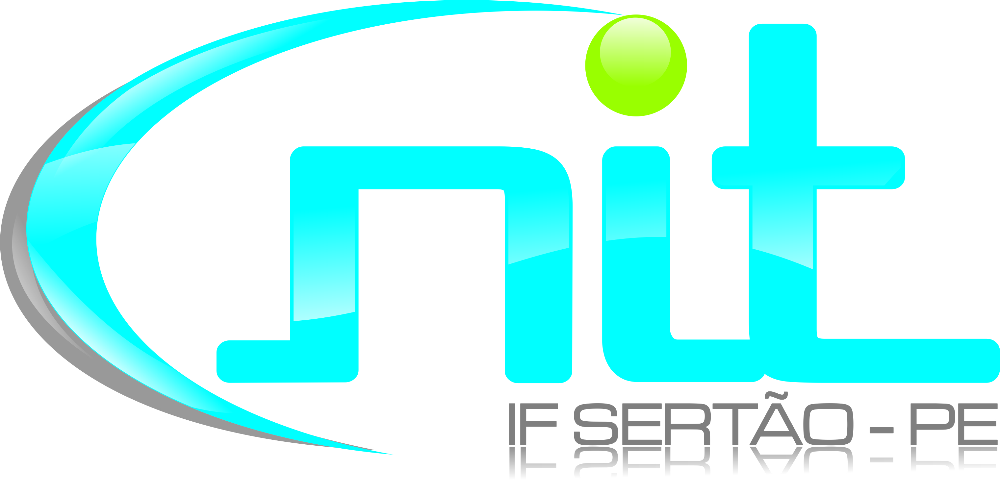 nit
IF SERTÃO - PE